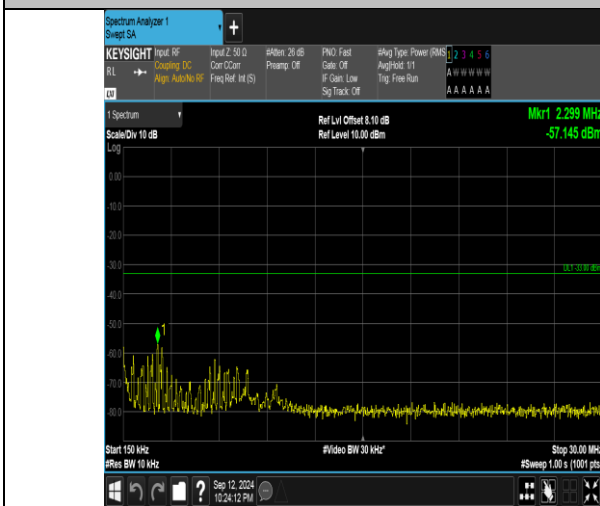 Spectrum Analyzer 1
Swept SA
+
KEYSIGHT
RL
LXI
Input: RF
Coupling: DC
Align: Auto/No RF
Input Z: 50 Ω
Corr CCorr
Freq Ref: Int (S)
#Atten: 26 dB
Preamp: Off
PNO: Fast
Gate: Off
IF Gain: Low
Sig Track: Off
#Avg Type: Power (RMS
Avg|Hold: 1/1
Trig: Free Run
1 2 3 4 5 6
A W W W W W
A A A A A A
1 Spectrum
Scale/Div 10 dB
Log
Ref Lvl Offset 8.10 dB
Ref Level 10.00 dBm
Mkr1 2.299 MHz
-57.145 dBm
0.00
-10.0
-20.0
-30.0
DL1 -33.00 dBm
-40.0
-50.0
1
-60.0
-70.0
-80.0
Start 150 kHz
#Res BW 10 kHz
#Video BW 30 kHz*
Stop 30.00 MHz
#Sweep 1.00 s (1001 pts
?
Sep 12, 2024
10:24:12 PM